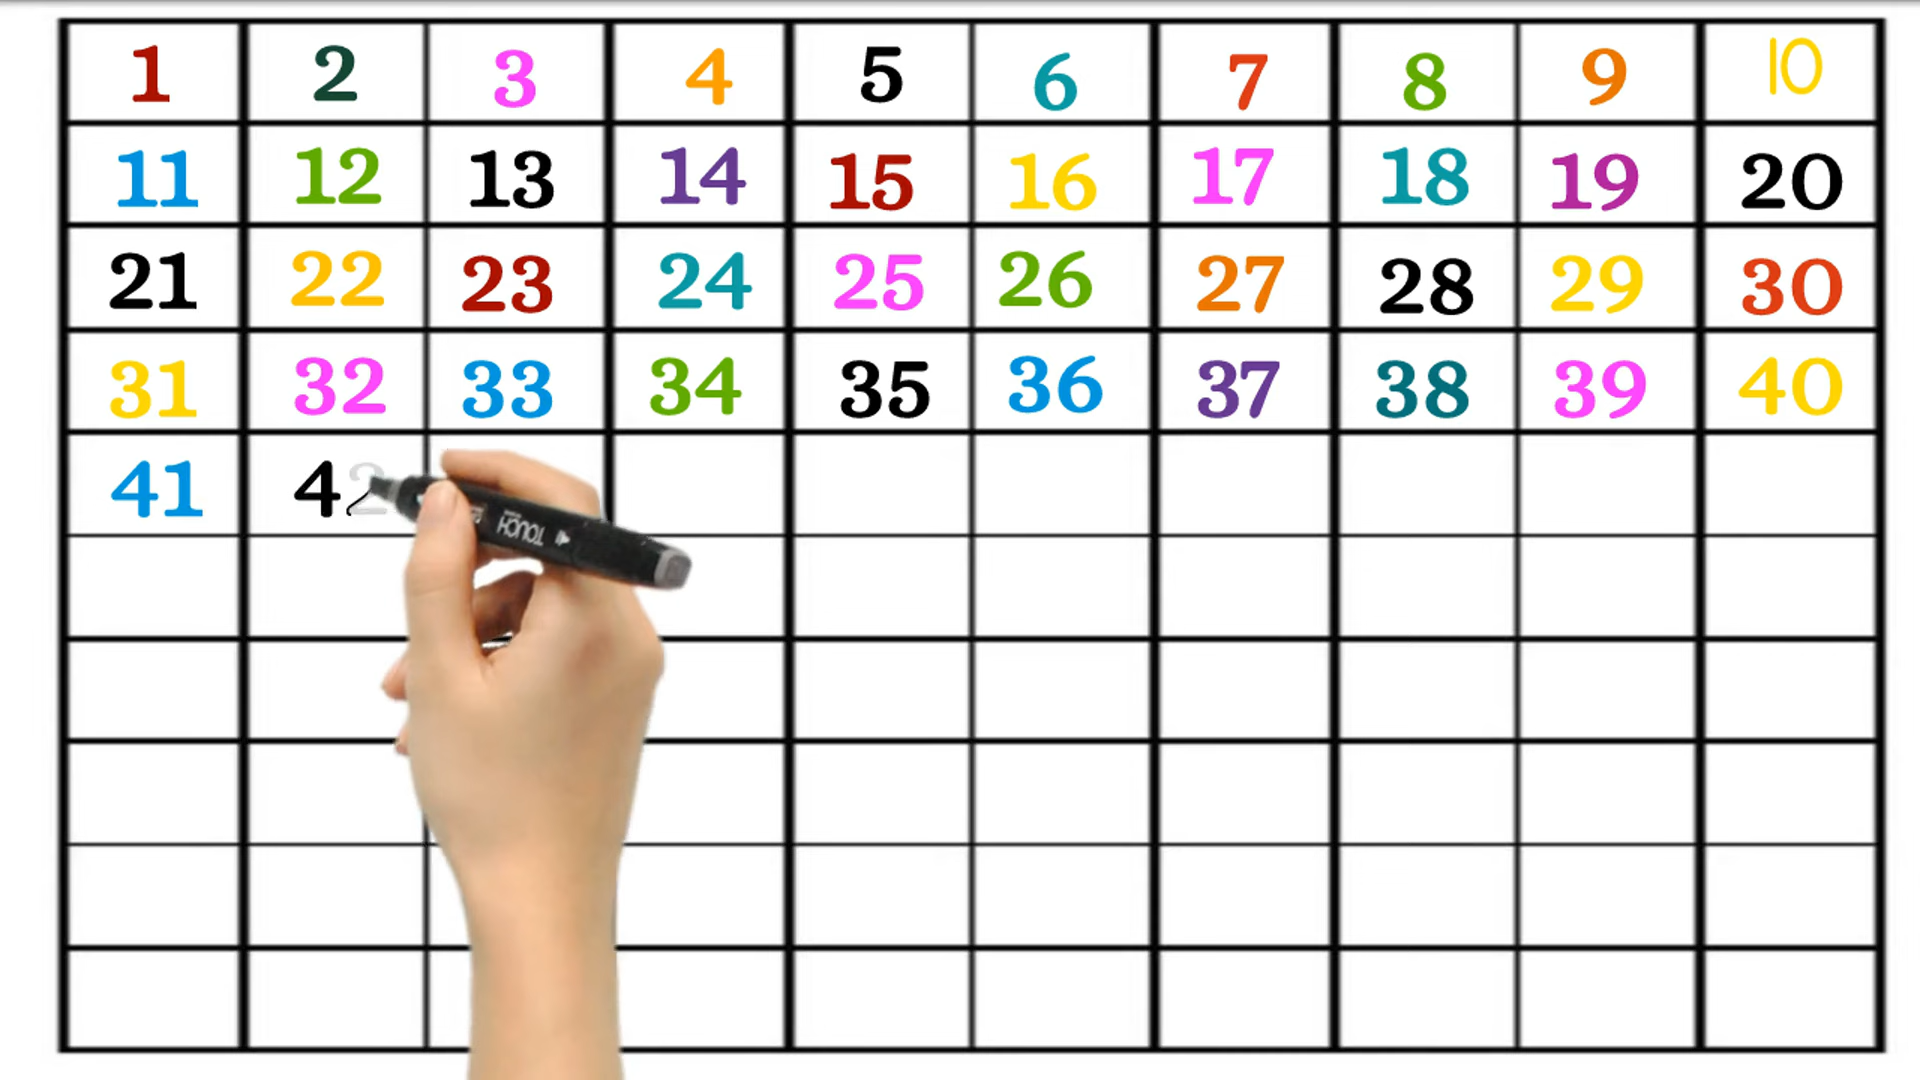 1 2 3 4 5 6 7 8 9 10
11 12 13 14 15 16 17 18 19 20
21 22 23 24 25 26 27 28 29 30
31 32 33 34 35 36 37 38 39 40
41 42
TOUCH